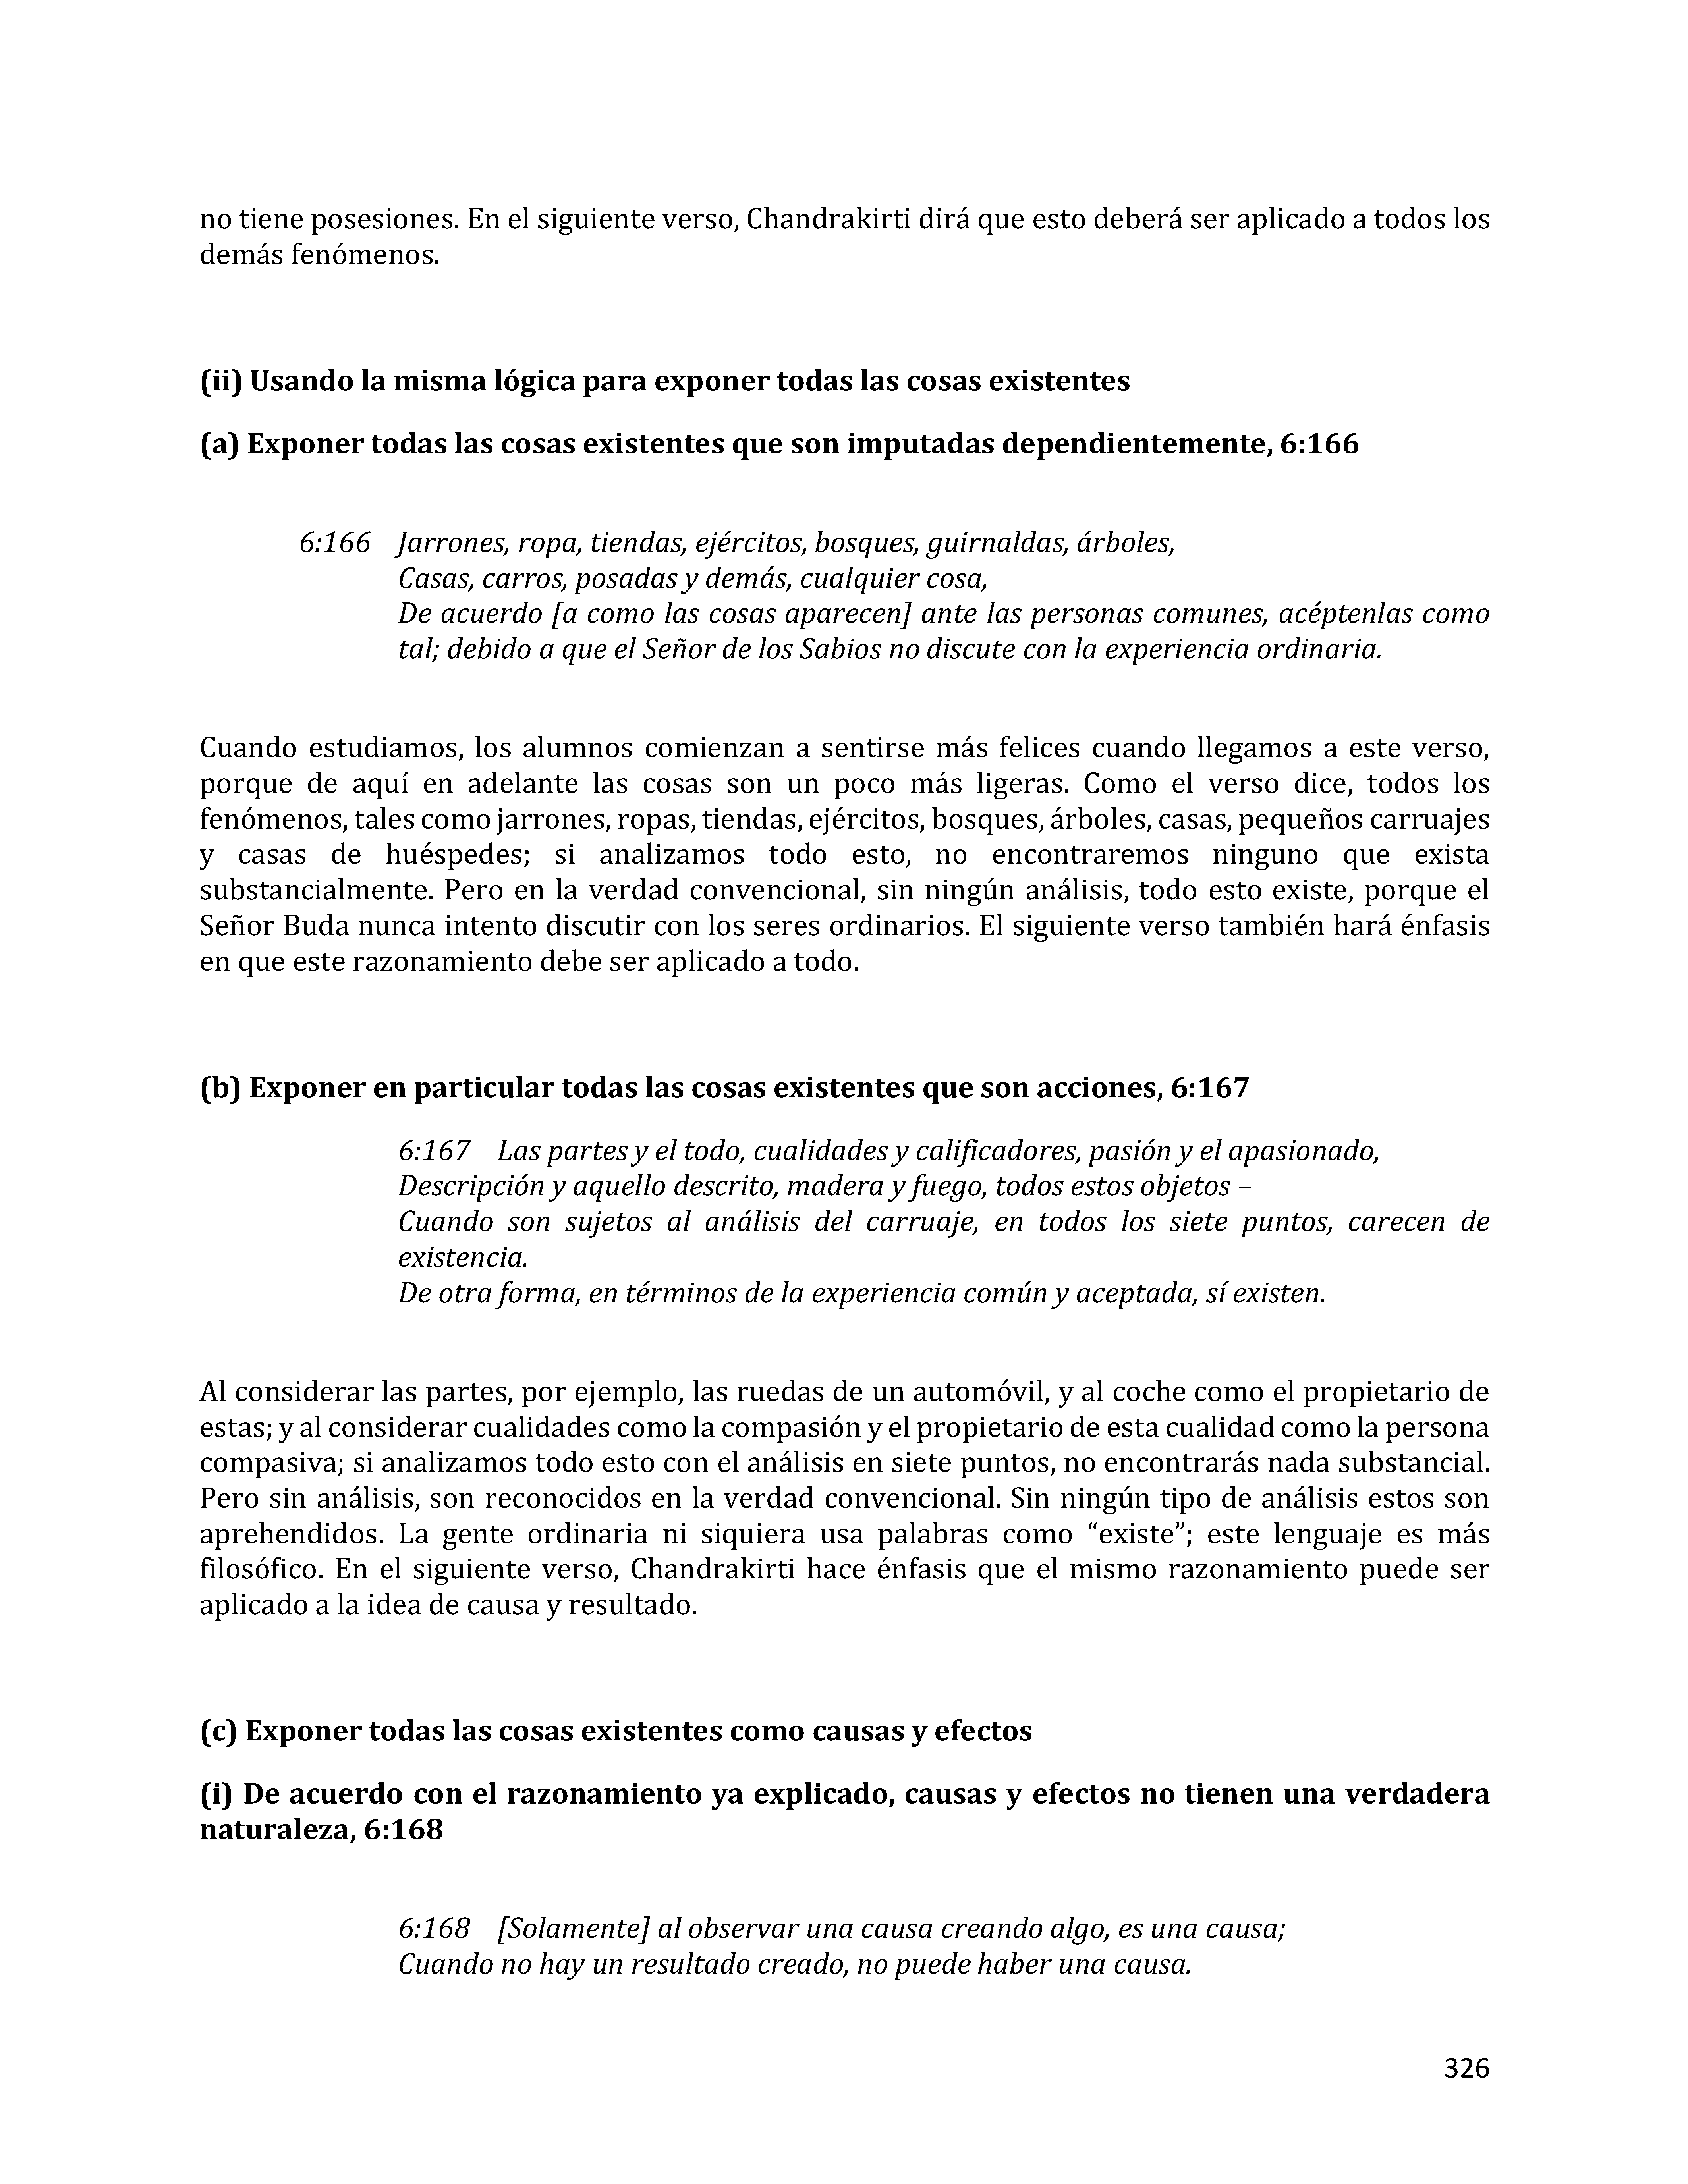 no tiene posesiones. En el siguiente verso, Chandrakirti dirá que esto deberá ser aplicado a todos los
demás fenómenos.
(ii) Usando la misma lógica para exponer todas las cosas existentes
(a) Exponer todas las cosas existentes que son imputadas dependientemente, 6:166
6:166 Jarrones, ropa, tiendas, ejércitos, bosques, guirnaldas, árboles,
Casas, carros, posadas y demás, cualquier cosa,
De acuerdo [a como las cosas aparecen] ante las personas comunes, acéptenlas como
tal; debido a que el Señor de los Sabios no discute con la experiencia ordinaria.
Cuando estudiamos, los alumnos comienzan a sentirse más felices cuando llegamos a este verso,
porque de aquí en adelante las cosas son un poco más ligeras. Como el verso dice, todos los
fenómenos, tales como jarrones, ropas, tiendas, ejércitos, bosques, árboles, casas, pequeños carruajes
y casas de huéspedes; si analizamos todo esto, no encontraremos ninguno que exista
substancialmente. Pero en la verdad convencional, sin ningún análisis, todo esto existe, porque el
Señor Buda nunca intento discutir con los seres ordinarios. El siguiente verso también hará énfasis
en que este razonamiento debe ser aplicado a todo.
(b) Exponer en particular todas las cosas existentes que son acciones, 6:167
6:167 Las partes y el todo, cualidades y calificadores, pasión y el apasionado,
Descripción y aquello descrito, madera y fuego, todos estos objetos –
Cuando son sujetos al análisis del carruaje, en todos los siete puntos, carecen de
existencia.
De otra forma, en términos de la experiencia común y aceptada, sí existen.
Al considerar las partes, por ejemplo, las ruedas de un automóvil, y al coche como el propietario de
estas; y al considerar cualidades como la compasión y el propietario de esta cualidad como la persona
compasiva; si analizamos todo esto con el análisis en siete puntos, no encontrarás nada substancial.
Pero sin análisis, son reconocidos en la verdad convencional. Sin ningún tipo de análisis estos son
aprehendidos. La gente ordinaria ni siquiera usa palabras como “existe”; este lenguaje es más
filosófico. En el siguiente verso, Chandrakirti hace énfasis que el mismo razonamiento puede ser
aplicado a la idea de causa y resultado.
(c) Exponer todas las cosas existentes como causas y efectos
(i) De acuerdo con el razonamiento ya explicado, causas y efectos no tienen una verdadera
naturaleza, 6:168
6:168 [Solamente] al observar una causa creando algo, es una causa;
Cuando no hay un resultado creado, no puede haber una causa.
326